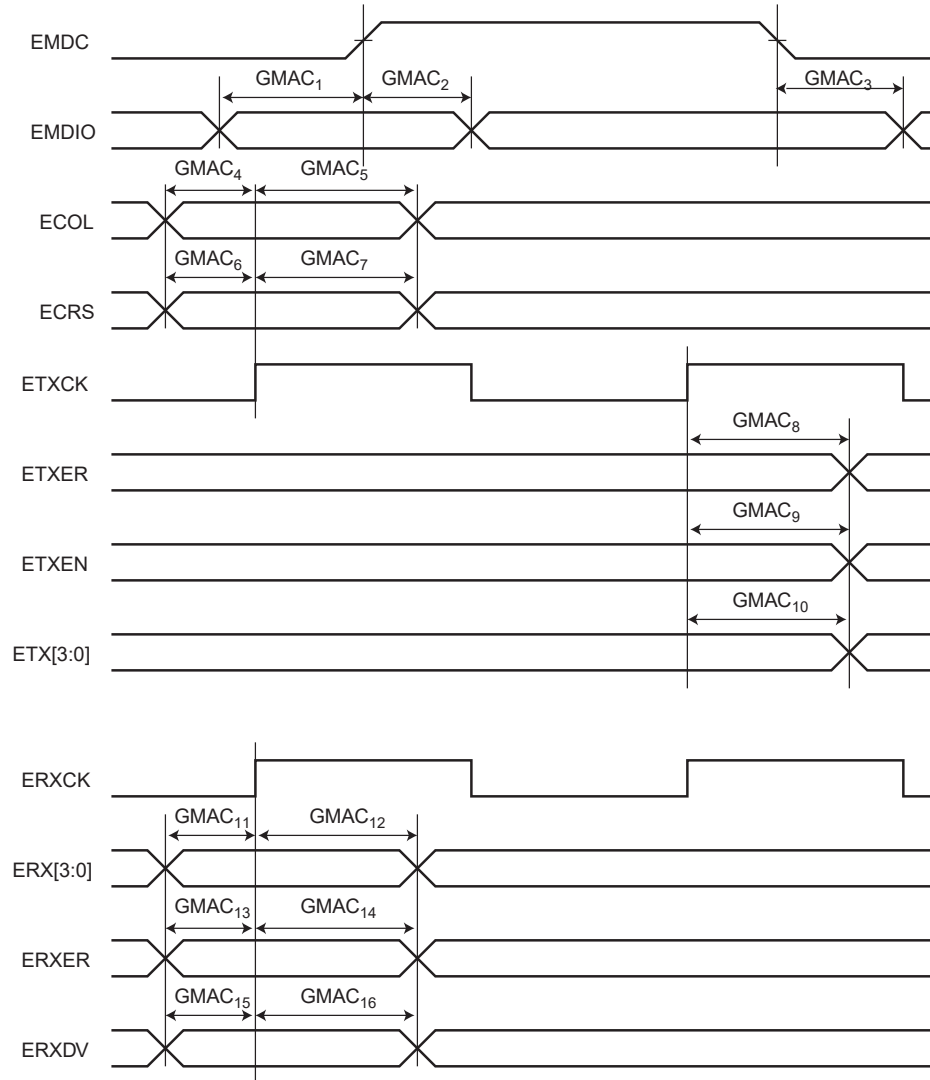 EMDC
GMAC1 GMAC2 GMAC3
EMDIO
GMAC4 GMAC5
ECOL
GMAC6 GMAC7
ECRS
ETXCK
GMAC8
ETXER
GMAC9
ETXEN
GMAC10
ETX[3:0]
ERXCK
GMAC11 GMAC12
ERX[3:0]
GMAC13 GMAC14
ERXER
GMAC15 GMAC16
ERXDV